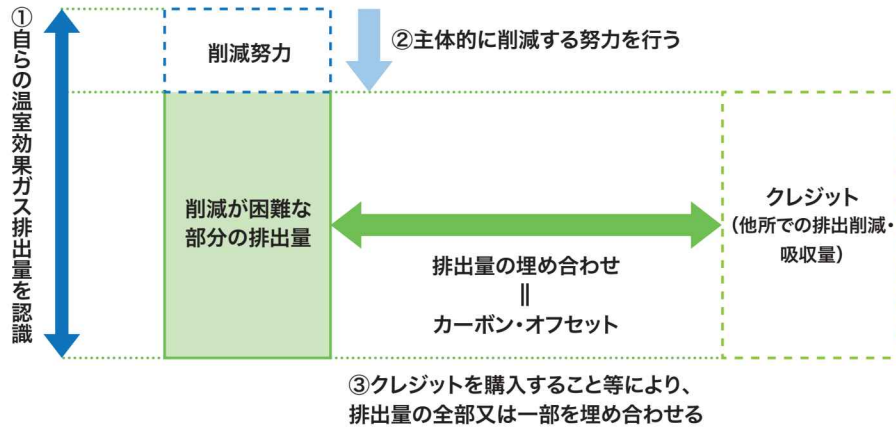 ①自らの温室効果ガス排出量を認識
削減努力
②主体的に削減する努力を行う
削減が困難な
部分の排出量
排出量の埋め合わせ
||
カーボン・オフセット
クレジット
(他所での排出削減・
吸収量)
③クレジットを購入すること等により、
排出量の全部又は一部を埋め合わせる